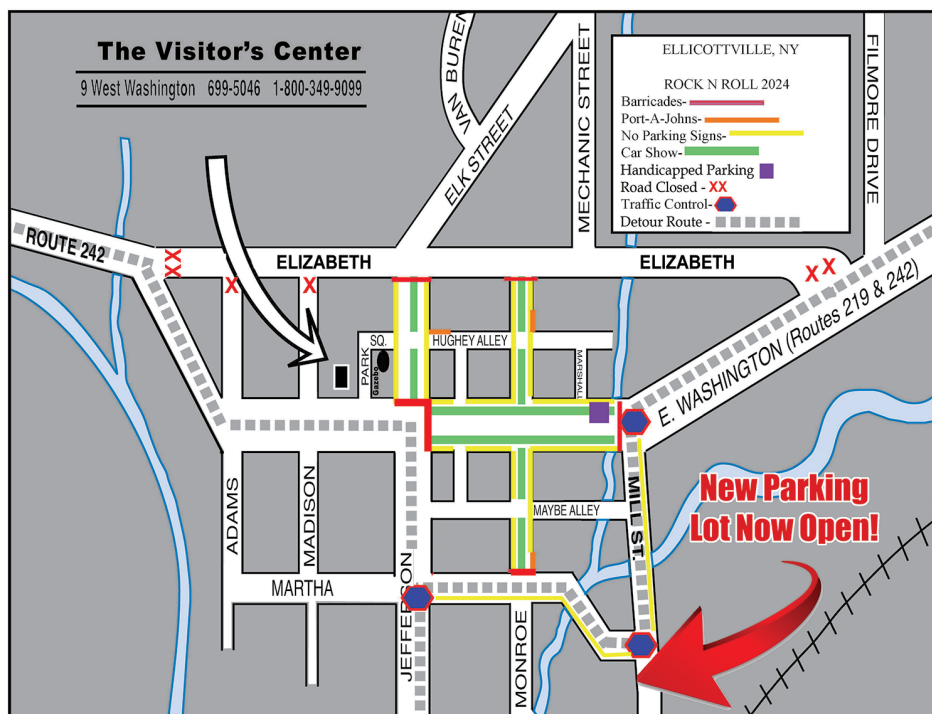 The Visitor's Center
9 West Washington 699-5046 1-800-349-9099
VAN BUREN
ELK STREET
MECHANIC STREET
FILMORE DRIVE
ELLICOTTVILLE, NY
ROCK N ROLL 2024
Barricades-
Port-A-Johns-
No Parking Signs-
Car Show-
Handicapped Parking
Road Closed - XX
Traffic Control-
Detour Route -
ROUTE 242
XX
ELIZABETH
ELIZABETH
X X
X
X
SQ.
PARK
Gazebo
HUGHEY ALLEY
MARSHALL
E. WASHINGTON (Routes 219 & 242)
ADAMS
MADISON
MAYBE ALLEY
MILL ST.
New Parking
Lot Now Open!
MARTHA
JEFFERSON
MONROE